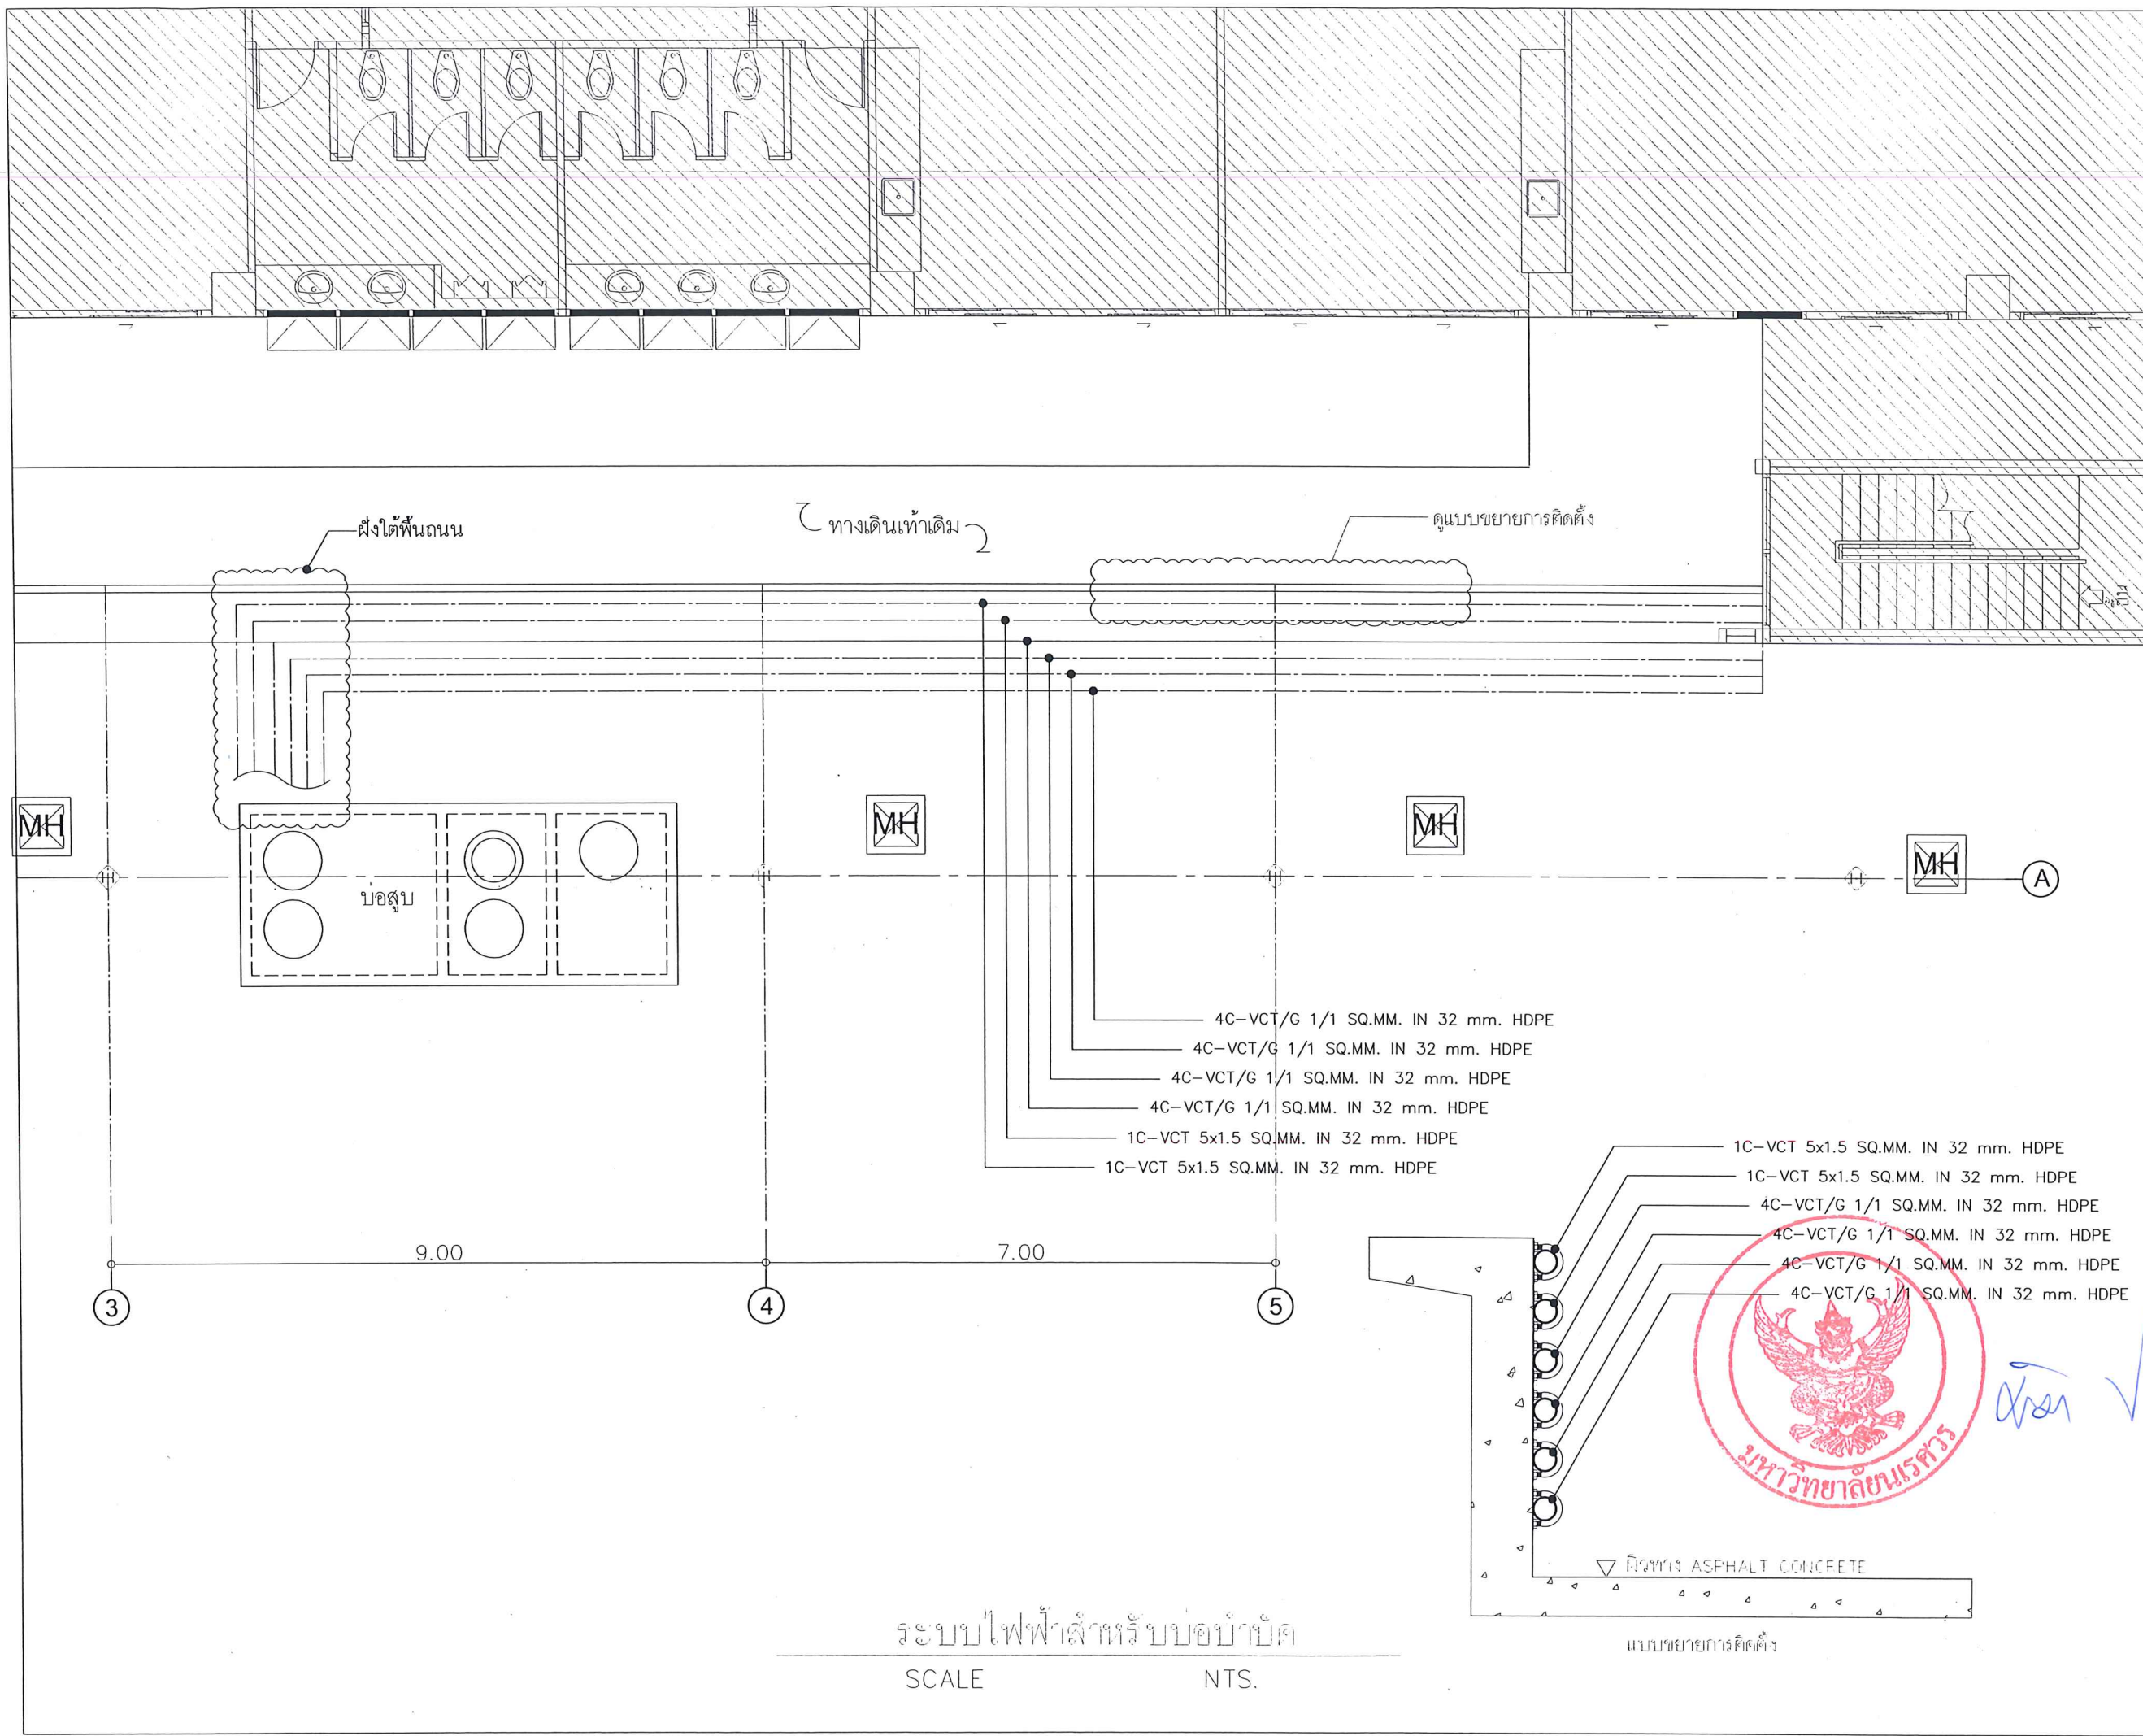 ฝังใต้พื้นถนน
ทางเดินเท้าเดิม
ดูแบบขยายการติดตั้ง
ขึ้น
MH
MH
MH
MH
A
บ่อสูบ
4C-VCT/G 1/1 SQ.MM. IN 32 mm. HDPE
4C-VCT/G 1/1 SQ.MM. IN 32 mm. HDPE
4C-VCT/G 1/1 SQ.MM. IN 32 mm. HDPE
4C-VCT/G 1/1 SQ.MM. IN 32 mm. HDPE
1C-VCT 5x1.5 SQ.MM. IN 32 mm. HDPE
1C-VCT 5x1.5 SQ.MM. IN 32 mm. HDPE
9.00
7.00
3
4
5
1C-VCT 5x1.5 SQ.MM. IN 32 mm. HDPE
1C-VCT 5x1.5 SQ.MM. IN 32 mm. HDPE
4C-VCT/G 1/1 SQ.MM. IN 32 mm. HDPE
4C-VCT/G 1/1 SQ.MM. IN 32 mm. HDPE
4C-VCT/G 1/1 SQ.MM. IN 32 mm. HDPE
4C-VCT/G 1/1 SQ.MM. IN 32 mm. HDPE
มหาวิทยาลัยนเรศวร
ผิวทาง ASPHALT CONCRETE
แบบขยายการติดตั้ง
ระบบไฟฟ้าสำหรับบ่อบำบัด
SCALE NTS.